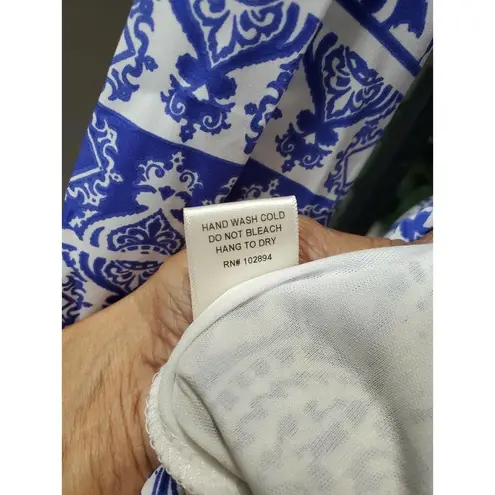 HAND WASH COLD
DO NOT BLEACH
HANG TO DRY
RN# 102894